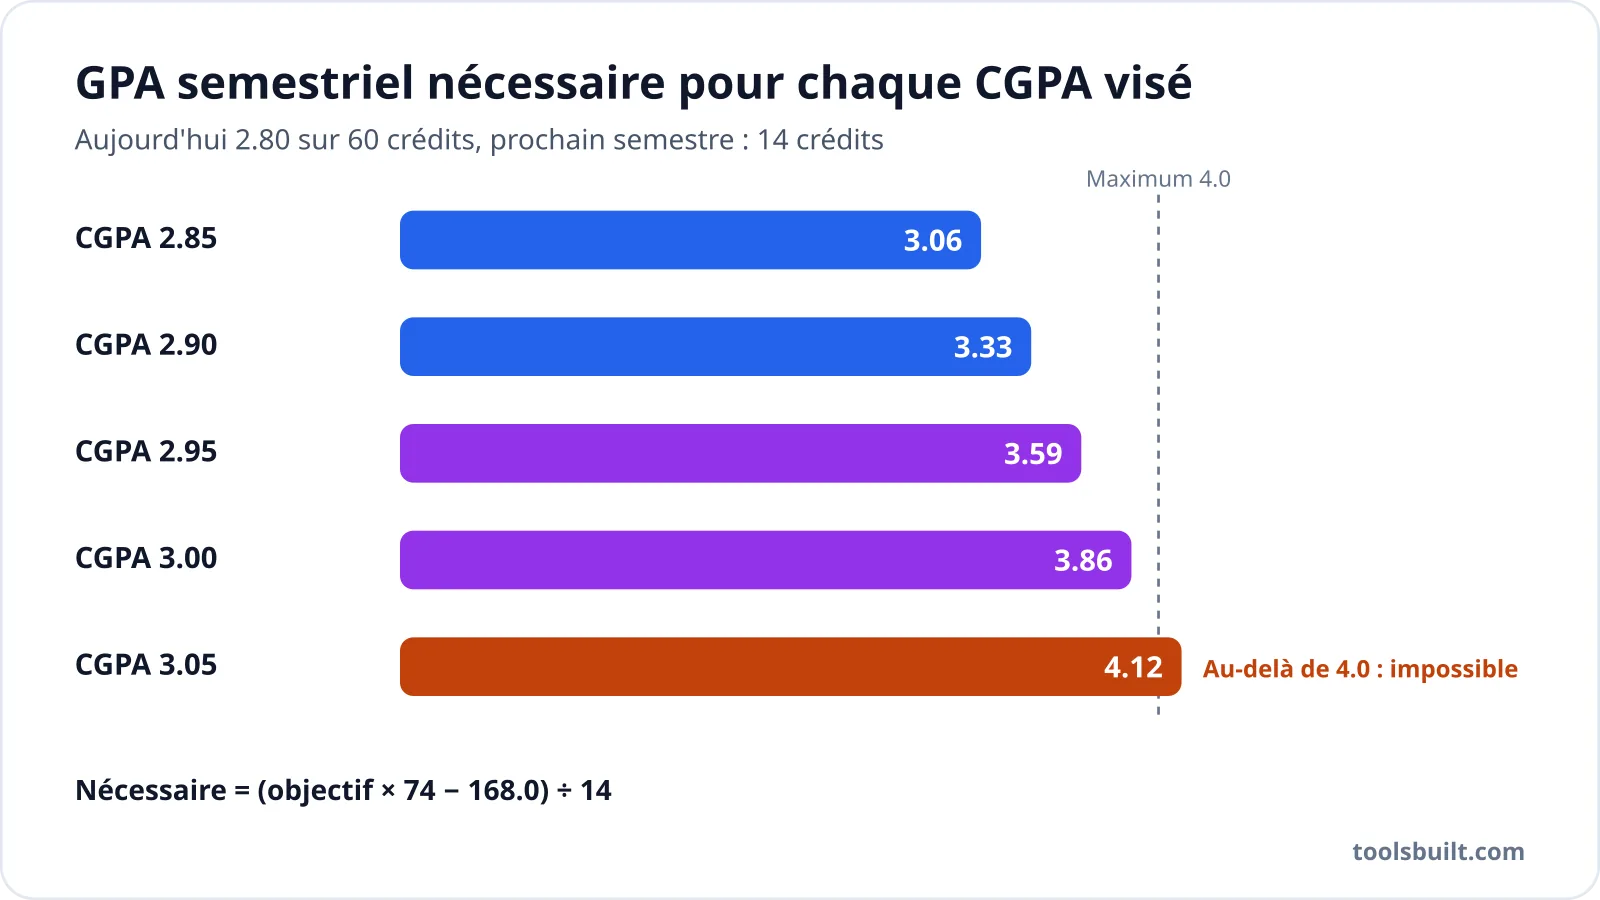 GPA semestriel nécessaire pour chaque CGPA visé
Aujourd'hui 2.80 sur 60 crédits, prochain semestre : 14 crédits
Maximum 4.0
CGPA 2.85
3.06
CGPA 2.90
3.33
CGPA 2.95
3.59
CGPA 3.00
3.86
CGPA 3.05
4.12
Au-delà de 4.0 : impossible
Nécessaire = (objectif × 74 − 168.0) ÷ 14
toolsbuilt.com